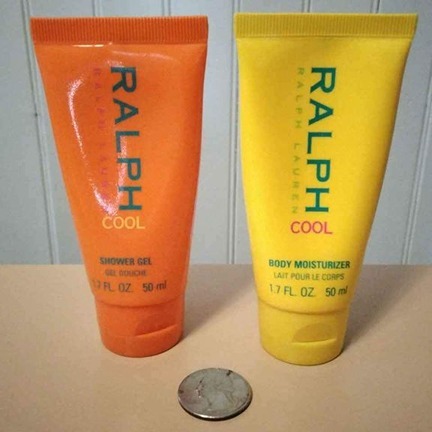 RALPH
RALPH LAUREN
COOL
SHOWER GEL
GEL DOUCHE
1.7 FL. OZ. 50 ml
RALPH
RALPH LAUREN
COOL
BODY MOISTURIZER
LAIT POUR LE CORPS
1.7 FL. OZ. 50 ml